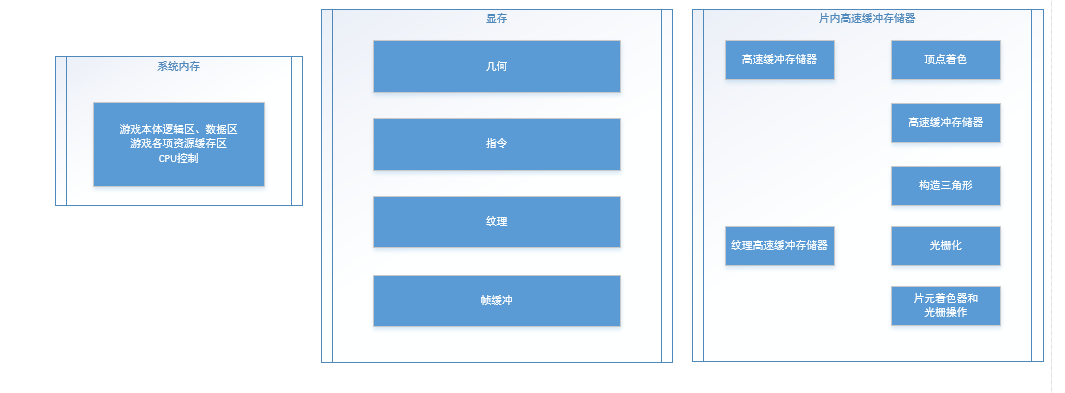 系统内存
游戏本体逻辑区、数据区
游戏各项资源缓存区
CPU控制
显存
几何
指令
纹理
帧缓冲
片内高速缓冲存储器
高速缓冲存储器
顶点着色
高速缓冲存储器
构造三角形
纹理高速缓冲存储器
光栅化
片元着色器和
光栅操作